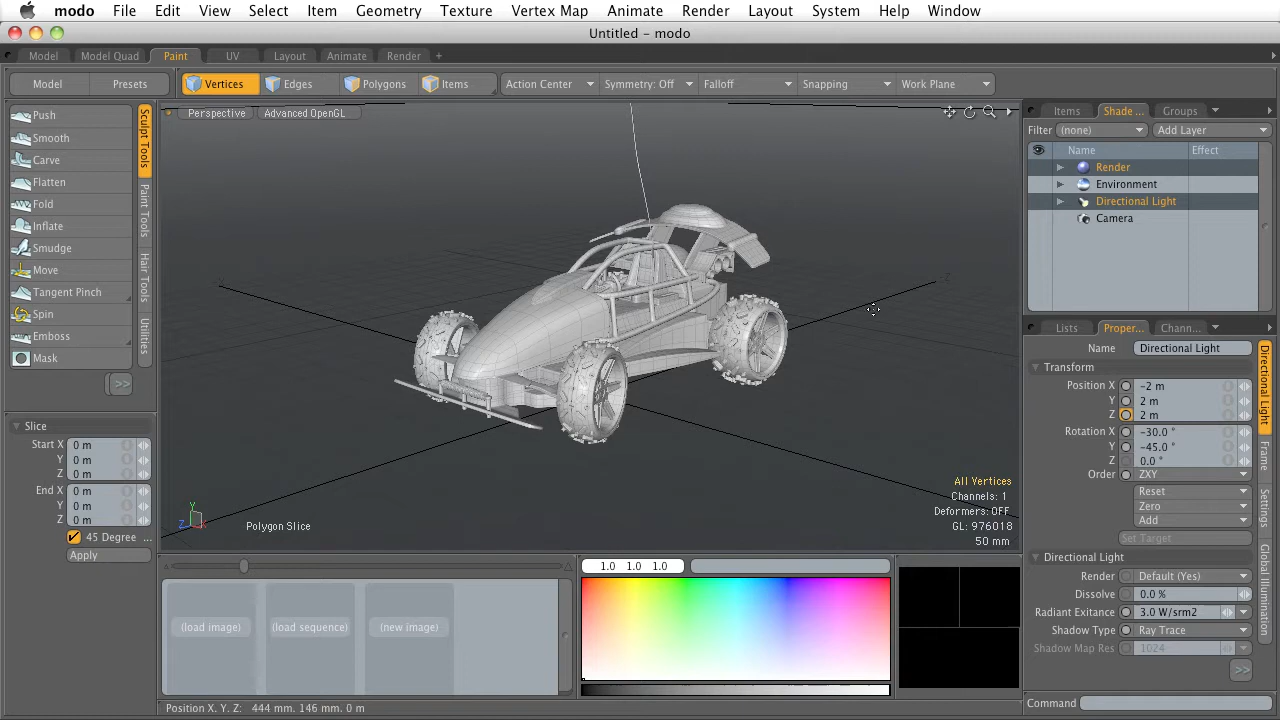 modo File Edit View Select Item Geometry Texture Vertex Map Animate Render Layout System Help Window
Untitled - modo
Model Model Quad Paint UV Layout Animate Render +
Model Presets Vertices Edges Polygons Items Action Center Symmetry: Off Falloff Snapping Work Plane
Perspective Advanced OpenGL
Push
Smooth
Carve
Flatten
Fold
Inflate
Smudge
Move
Tangent Pinch
Spin
Emboss
Mask
>>
Sculpt Tools
Paint Tools
Hair Tools
Utilities
Slice
Start X 0 m
Y 0 m
Z 0 m
End X 0 m
Y 0 m
Z 0 m
45 Degree ...
Apply
Y
Z
X
Polygon Slice
All Vertices
Channels: 1
Deformers: OFF
GL: 976018
50 mm
(load image) (load sequence) (new image)
1.0 1.0 1.0
Position X. Y. Z: 444 mm. 146 mm. 0 m
Items Shade ... Groups
Filter (none) Add Layer
Name Effect
Render
Environment
Directional Light
Camera
Lists Proper... Chann...
Name Directional Light
Transform
Position X -2 m
Y 2 m
Z 2 m
Rotation X -30.0 °
Y -45.0 °
Z 0.0 °
Order ZXY
Reset
Zero
Add
Set Target
Directional Light
Render Default (Yes)
Dissolve 0.0 %
Radiant Exitance 3.0 W/srm2
Shadow Type Ray Trace
Shadow Map Res 1024
>>
Directional Light
Frame
Settings
Global Illumination
Command